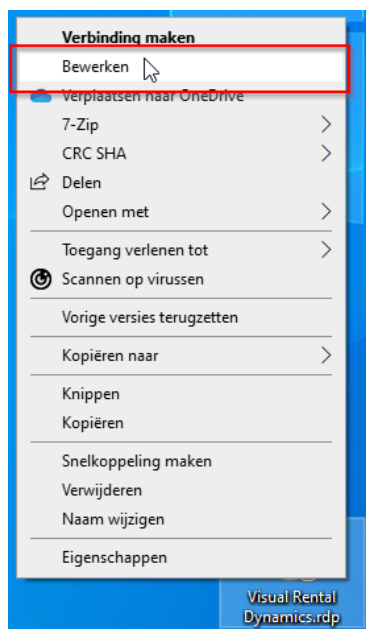 Verbinding maken
Bewerken
Verplaatsen naar OneDrive
7-Zip
CRC SHA
Delen
Openen met
Toegang verlenen tot
Scannen op virussen
Vorige versies terugzetten
Kopiëren naar
Knippen
Kopiëren
Snelkoppeling maken
Verwijderen
Naam wijzigen
Eigenschappen
Visual Rental
Dynamics.rdp